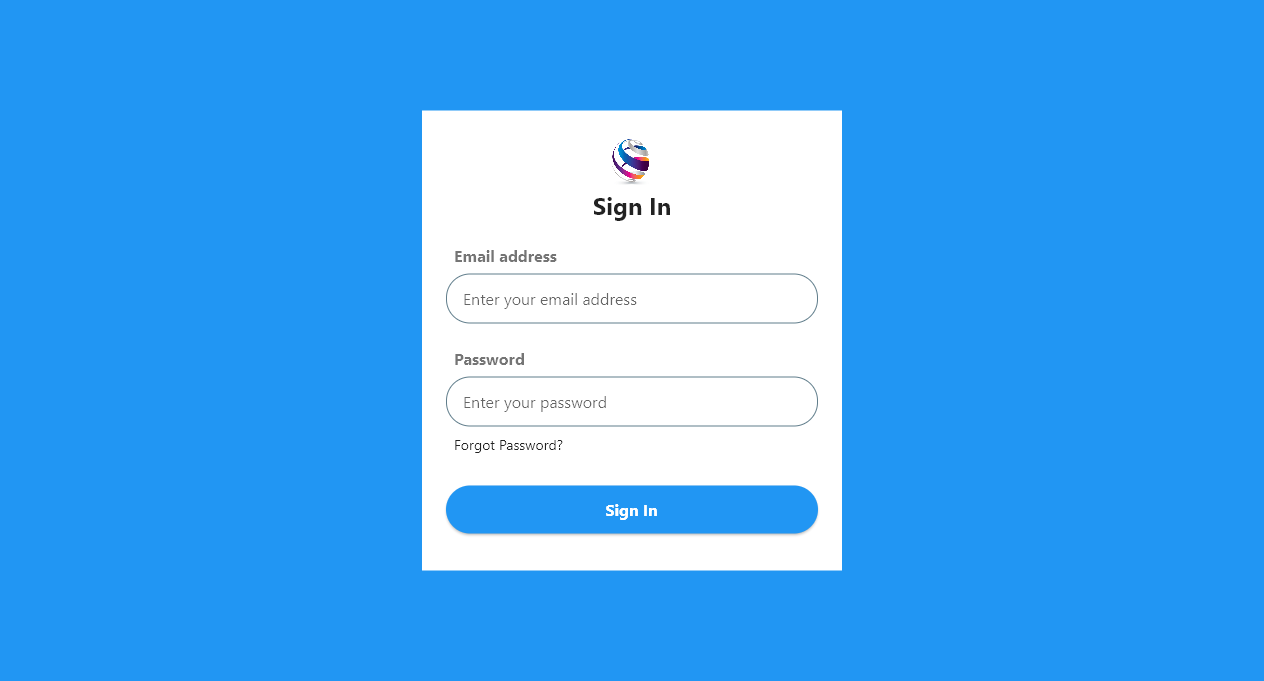 Sign In
Email address
Enter your email address
Password
Enter your password
Forgot Password?
Sign In